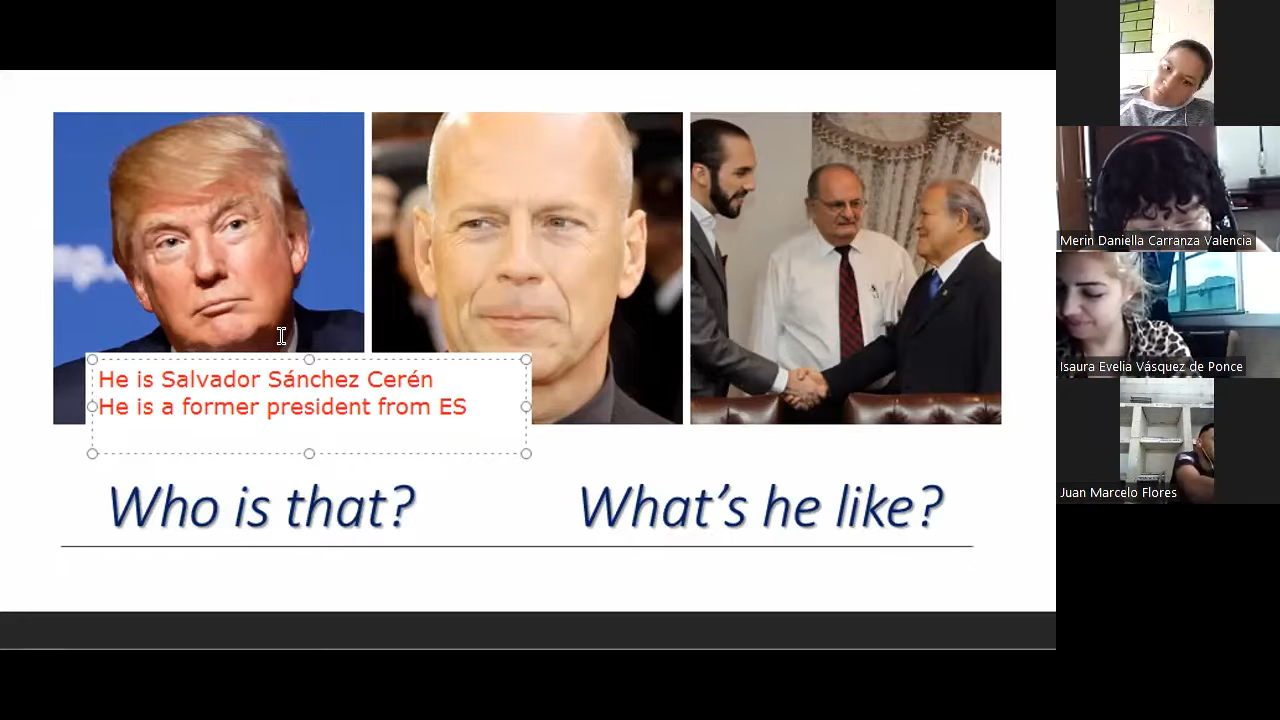 mp.
He is Salvador Sánchez Cerén
He is a former president from ES
Who is that?
What's he like?
Merin Daniella Carranza Valencia
Isaura Evelia Vásquez de Ponce
Juan Marcelo Flores